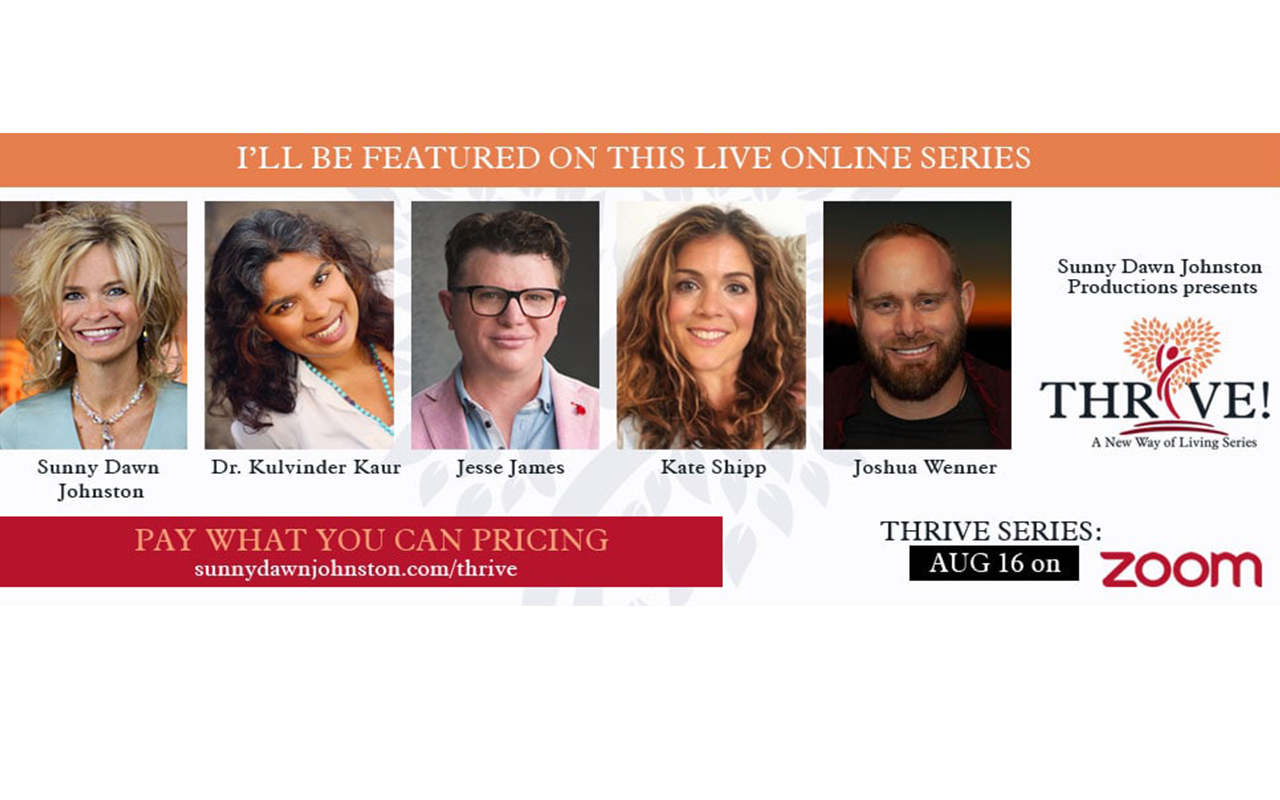 I'LL BE FEATURED ON THIS LIVE ONLINE SERIES
Sunny Dawn
Johnston
Dr. Kulvinder Kaur
Jesse James
Kate Shipp
Joshua Wenner
Sunny Dawn Johnston
Productions presents
THRIVE!
A New Way of Living Series
PAY WHAT YOU CAN PRICING
sunnydawnjohnston.com/thrive
THRIVE SERIES:
AUG 16 on
zoom